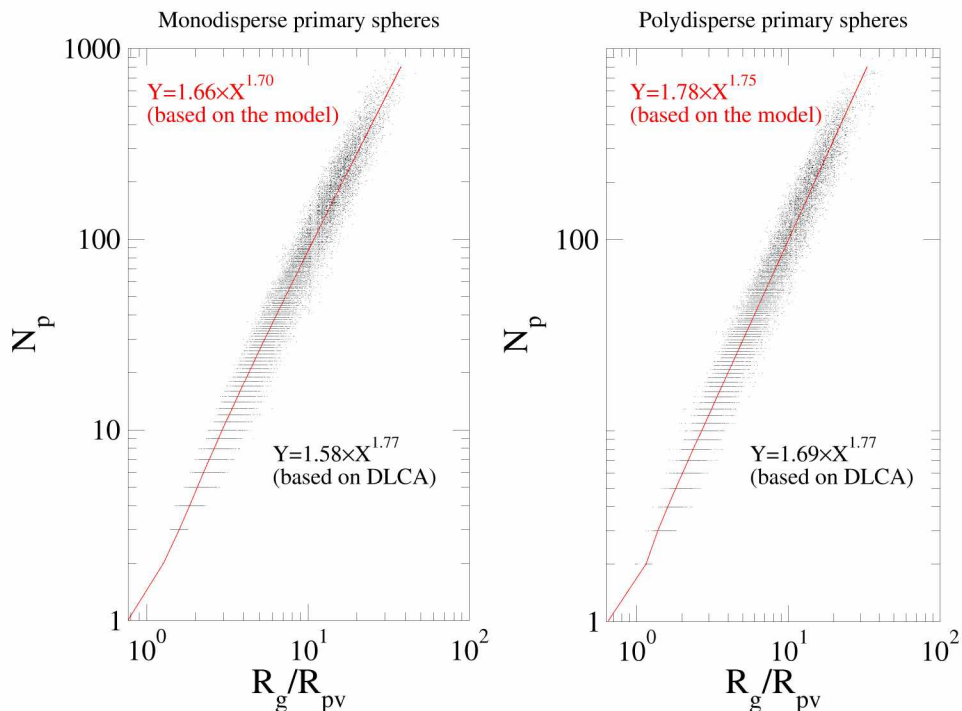 Monodisperse primary spheres
1000
Y=1.66×X^1.70
(based on the model)
100
N_p
10
Y=1.58×X^1.77
(based on DLCA)
1
10^0
10^1
10^2
R_g/R_pv
Polydisperse primary spheres
Y=1.78×X^1.75
(based on the model)
100
N_p
10
Y=1.69×X^1.77
(based on DLCA)
1
10^0
10^1
10^2
R_g/R_pv